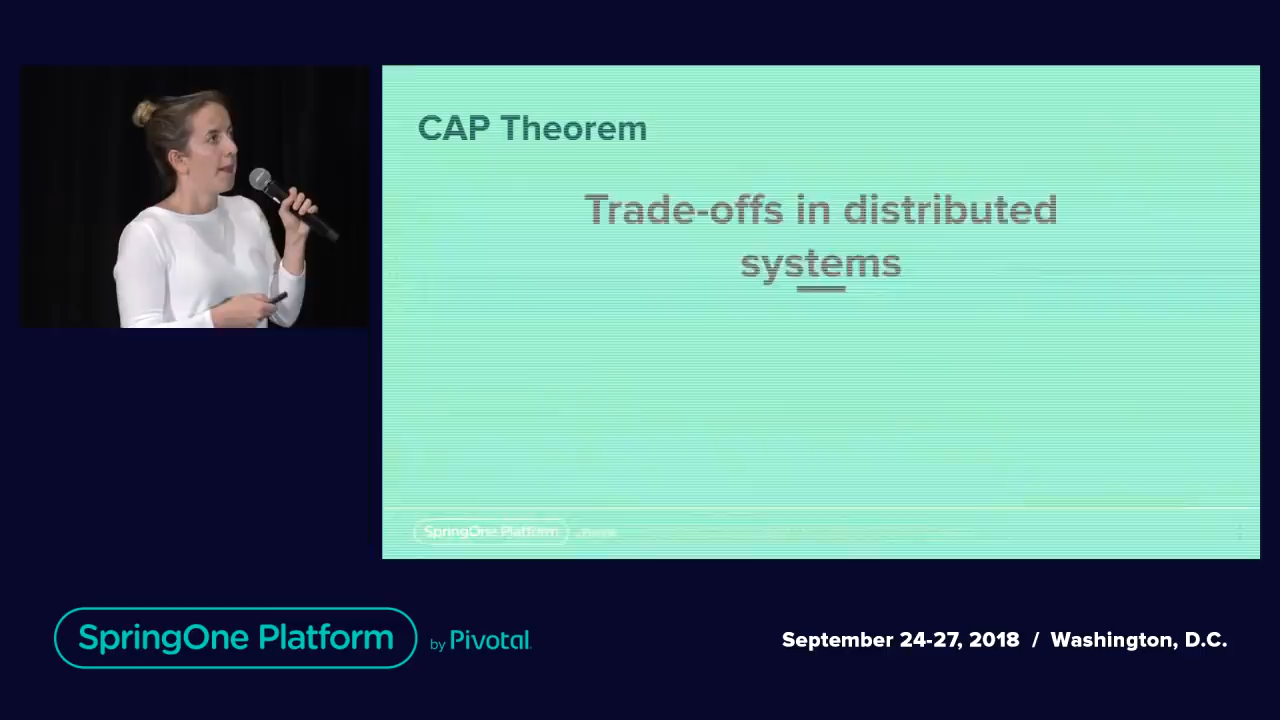 CAP Theorem
Trade-offs in distributed
systems
SpringOne Platform
SpringOne Platform by Pivotal.
September 24-27, 2018 / Washington, D.C.